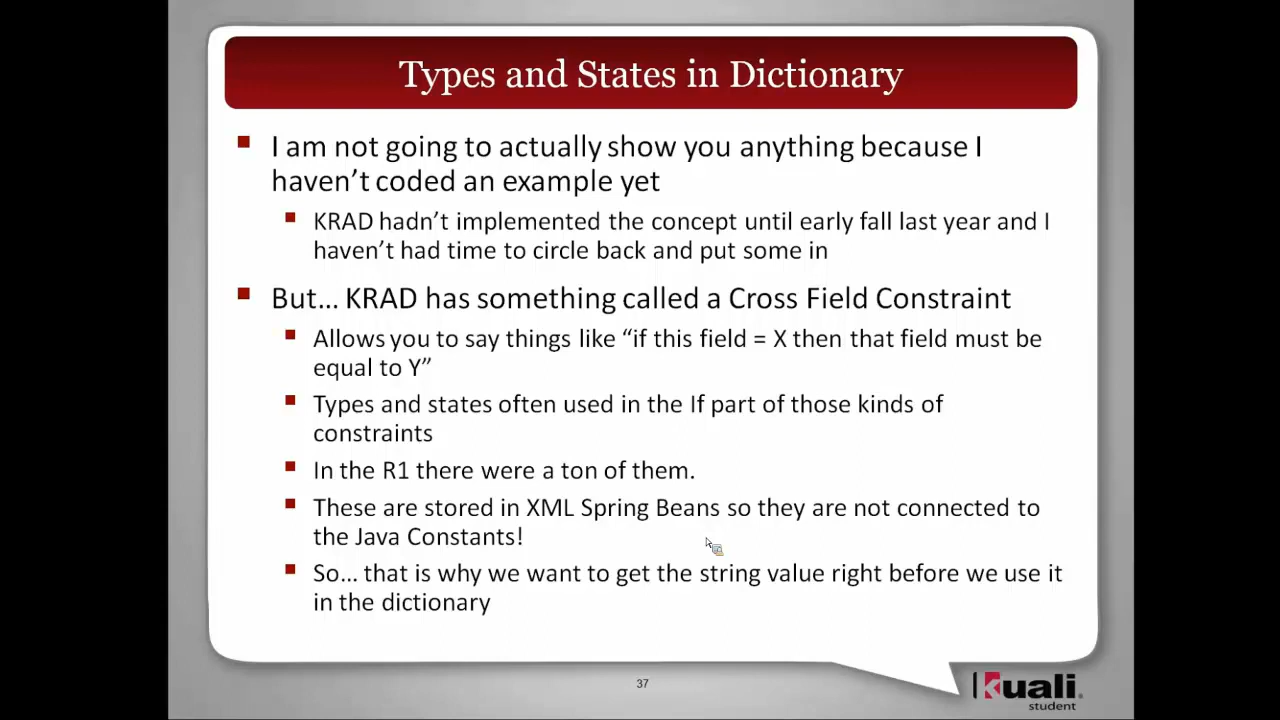 Types and States in Dictionary
I am not going to actually show you anything because I
haven’t coded an example yet
KRAD hadn’t implemented the concept until early fall last year and I
haven’t had time to circle back and put some in
But… KRAD has something called a Cross Field Constraint
Allows you to say things like “if this field = X then that field must be
equal to Y”
Types and states often used in the If part of those kinds of
constraints
In the R1 there were a ton of them.
These are stored in XML Spring Beans so they are not connected to
the Java Constants!
So… that is why we want to get the string value right before we use it
in the dictionary
37
kuali
student